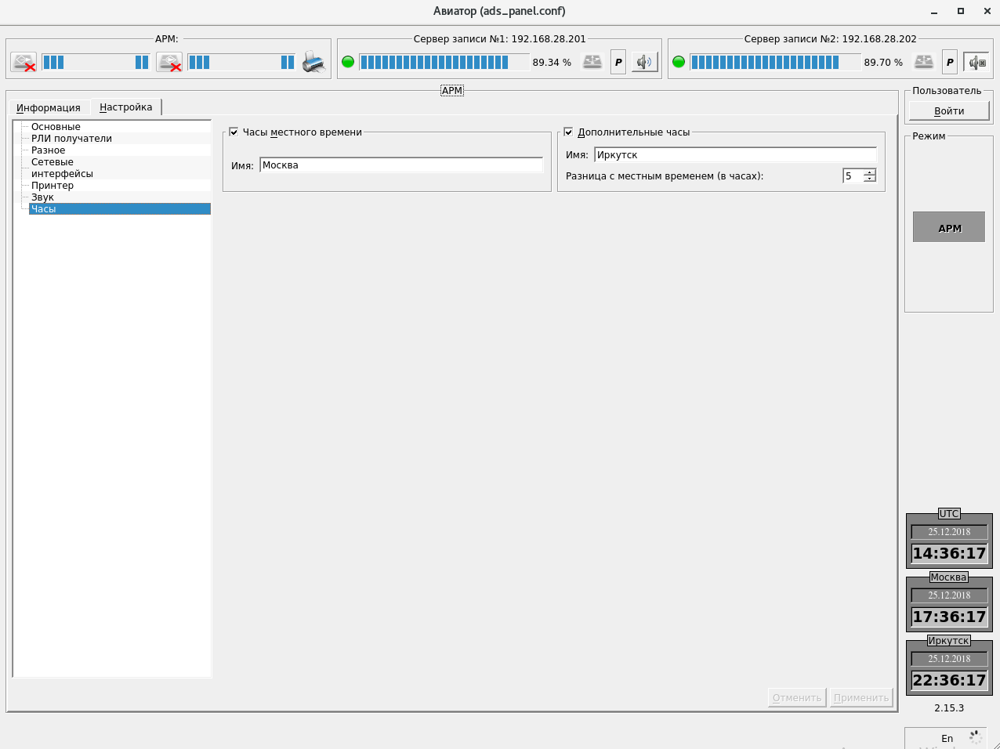 Авиатор (ads_panel.conf)
АРМ:
Сервер записи №1: 192.168.28.201
Сервер записи №2: 192.168.28.202
89.34 %
P
89.70 %
P
АРМ
Информация
Настройка
Основные
РЛИ получатели
Разное
Сетевые
интерфейсы
Принтер
Звук
Часы
Часы местного времени
Имя: Москва
Дополнительные часы
Имя: Иркутск
Разница с местным временем (в часах): 5
Отменить
Применить
Пользователь
Войти
Режим
АРМ
UTC
25.12.2018
14:36:17
Москва
25.12.2018
17:36:17
Иркутск
25.12.2018
22:36:17
2.15.3
En